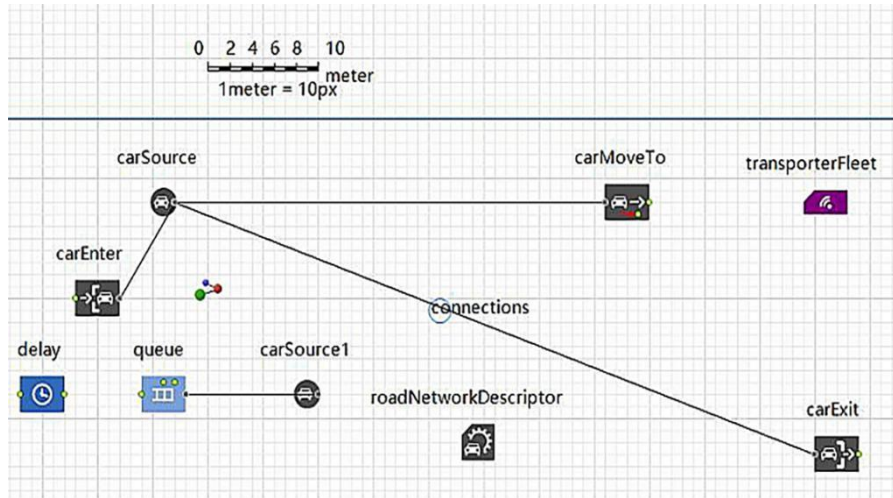 0 2 4 6 8 10
meter
1meter = 10px
carSource
carMoveTo
transporterFleet
carEnter
connections
delay
queue
carSource1
roadNetworkDescriptor
carExit